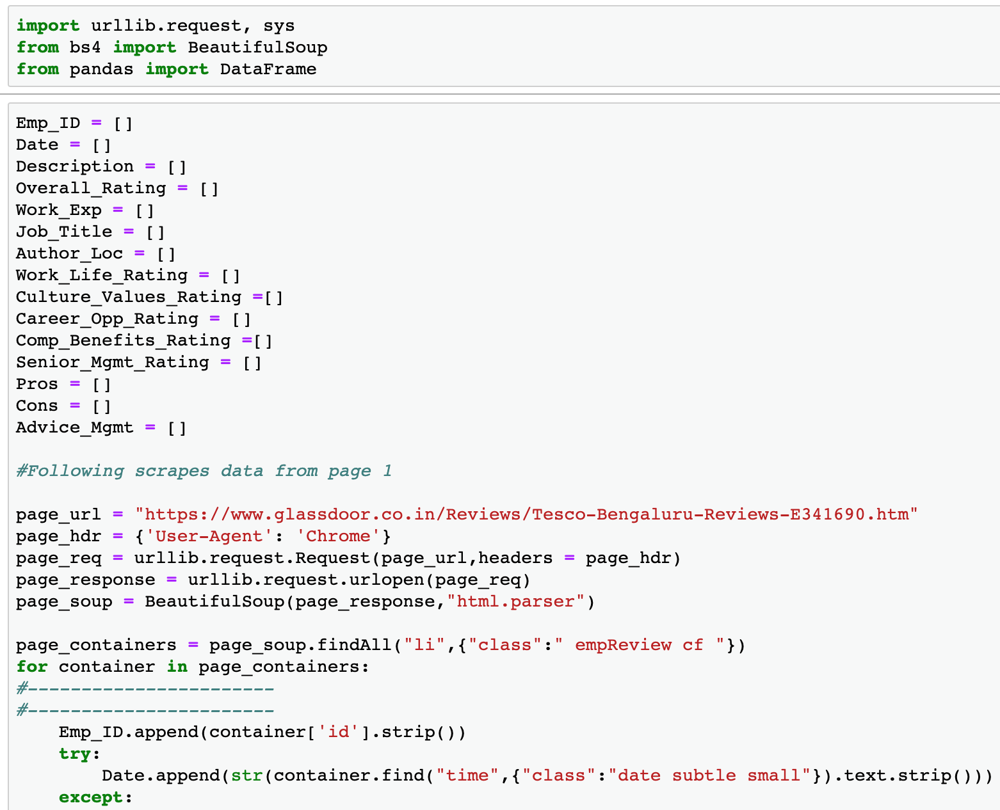 import urllib.request, sys
from bs4 import BeautifulSoup
from pandas import DataFrame
Emp_ID = []
Date = []
Description = []
Overall_Rating = []
Work_Exp = []
Job_Title = []
Author_Loc = []
Work_Life_Rating = []
Culture_Values_Rating =[]
Career_Opp_Rating = []
Comp_Benefits_Rating =[]
Senior_Mgmt_Rating = []
Pros = []
Cons = []
Advice_Mgmt = []
#Following scrapes data from page 1
page_url = "https://www.glassdoor.co.in/Reviews/Tesco-Bengaluru-Reviews-E341690.htm"
page_hdr = {'User-Agent': 'Chrome'}
page_req = urllib.request.Request(page_url,headers = page_hdr)
page_response = urllib.request.urlopen(page_req)
page_soup = BeautifulSoup(page_response,"html.parser")
page_containers = page_soup.findAll("li",{"class":" empReview cf "})
for container in page_containers:
#-----------------------
#-----------------------
    Emp_ID.append(container['id'].strip())
    try:
        Date.append(str(container.find("time",{"class":"date subtle small"}).text.strip()))
    except: